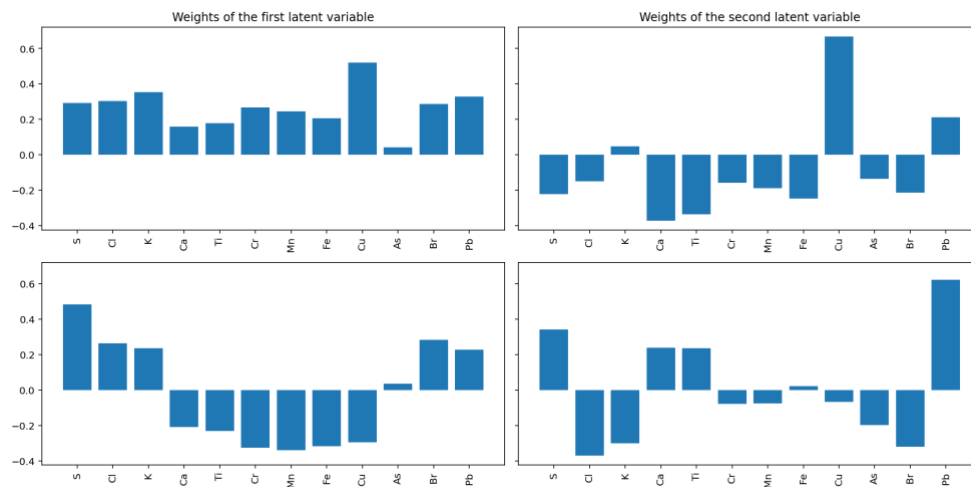 Weights of the first latent variable
Weights of the second latent variable
0.6
0.4
0.2
0.0
−0.2
−0.4
S Cl K Ca Ti Cr Mn Fe Cu As Br Pb
S Cl K Ca Ti Cr Mn Fe Cu As Br Pb
0.6
0.4
0.2
0.0
−0.2
−0.4
S Cl K Ca Ti Cr Mn Fe Cu As Br Pb
S Cl K Ca Ti Cr Mn Fe Cu As Br Pb